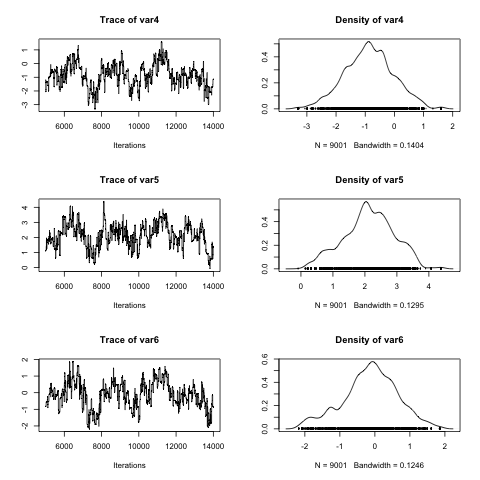 Trace of var4
1
0
-1
-2
-3
6000 8000 10000 12000 14000
Iterations
Density of var4
0.4
0.2
0.0
-3 -2 -1 0 1 2
N = 9001 Bandwidth = 0.1404
Trace of var5
4
3
2
1
0
6000 8000 10000 12000 14000
Iterations
Density of var5
0.4
0.2
0.0
0 1 2 3 4
N = 9001 Bandwidth = 0.1295
Trace of var6
2
1
0
-1
-2
6000 8000 10000 12000 14000
Iterations
Density of var6
0.6
0.4
0.2
0.0
-2 -1 0 1 2
N = 9001 Bandwidth = 0.1246